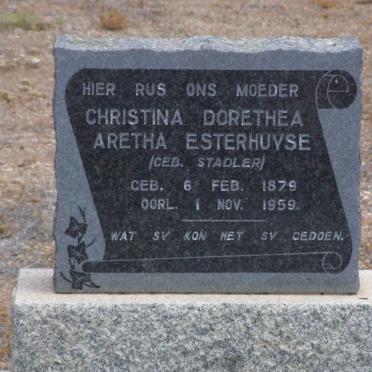 HIER RUS ONS MOEDER
CHRISTINA DORETHEA
ARETHA ESTERHUYSE
(GEB. STADLER)
GEB. 6 FEB. 1879
OORL. 1 NOV. 1959.
WAT SY KON HET SY GEDOEN.